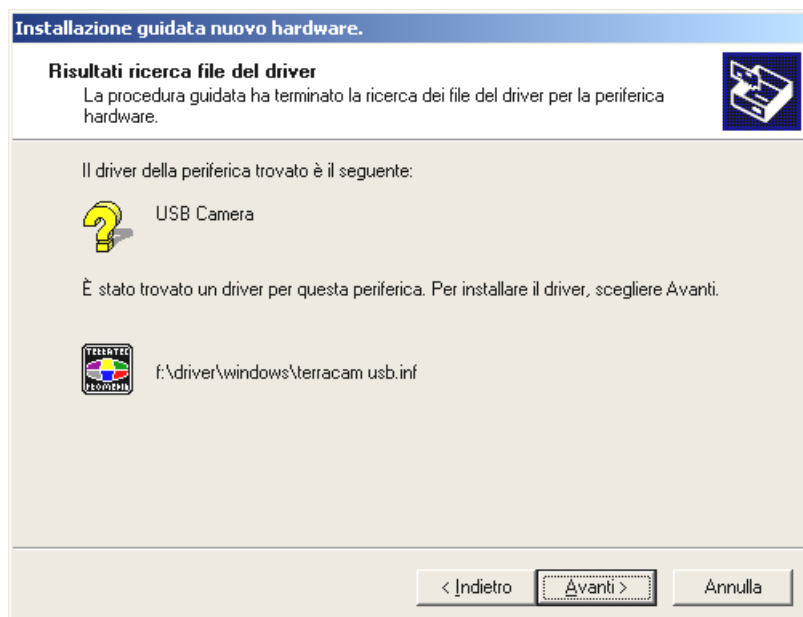 Installazione guidata nuovo hardware.
Risultati ricerca file del driver
La procedura guidata ha terminato la ricerca dei file del driver per la periferica
hardware.
Il driver della periferica trovato è il seguente:
USB Camera
È stato trovato un driver per questa periferica. Per installare il driver, scegliere Avanti.
TERRATEC
PROMEDIA
f:\driver\windows\terracam usb.inf
< Indietro
Avanti >
Annulla